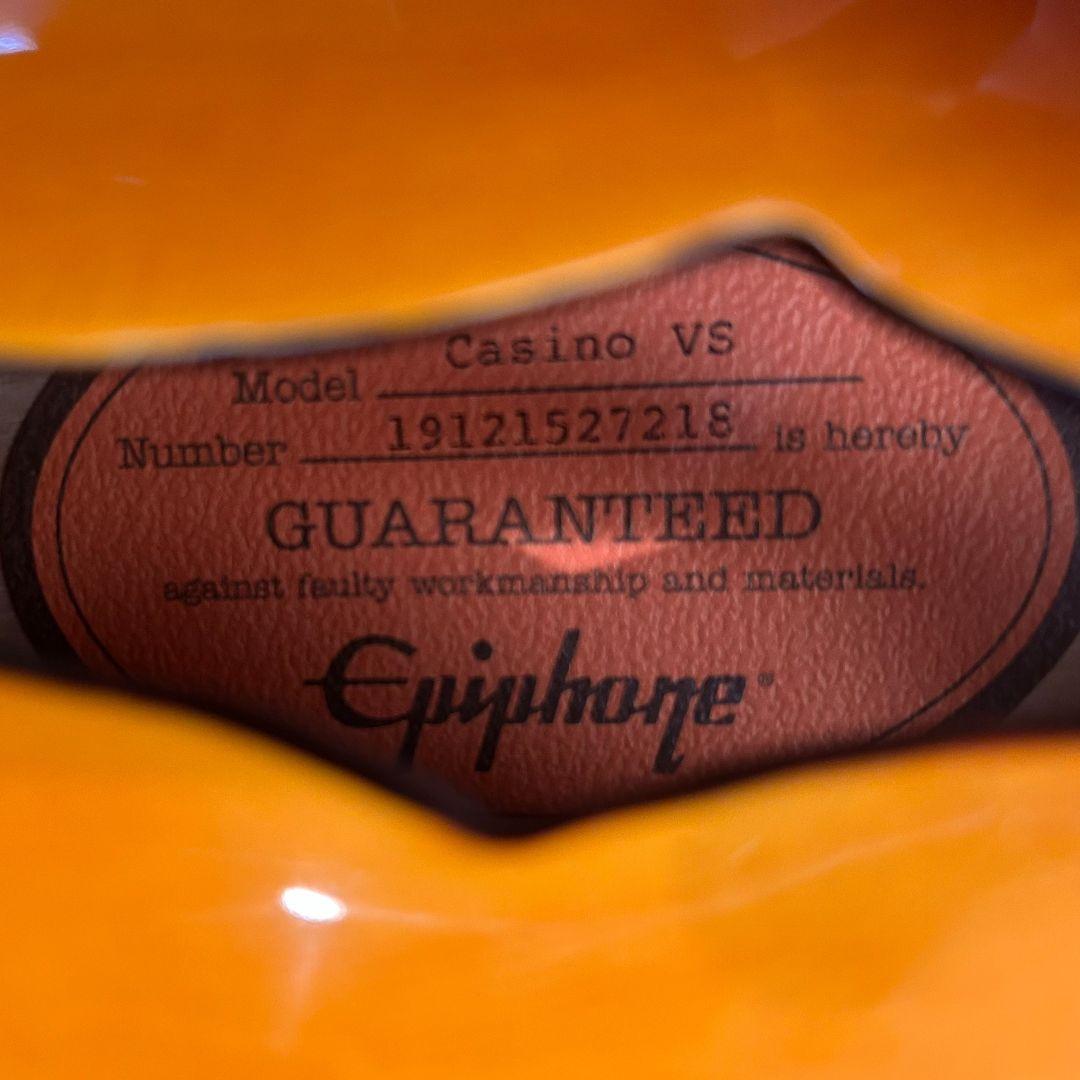 Model Casino VS
Number 19121527218 is hereby
GUARANTEED
against faulty workmanship and materials.
Epiphone®